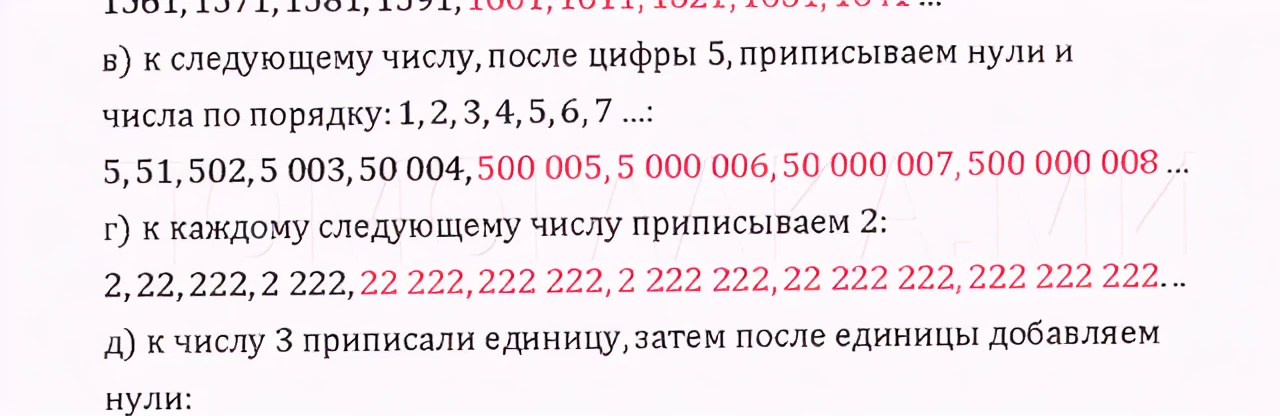 1561, 1571, 1581, 1591, 1601, 1611, 1621, 1631, 1641 ...
в) к следующему числу, после цифры 5, приписываем нули и
числа по порядку: 1, 2, 3, 4, 5, 6, 7 ...:
5, 51, 502, 5 003, 50 004, 500 005, 5 000 006, 50 000 007, 500 000 008 ...
г) к каждому следующему числу приписываем 2:
2, 22, 222, 2 222, 22 222, 222 222, 2 222 222, 22 222 222, 222 222 222...
д) к числу 3 приписали единицу, затем после единицы добавляем
нули: